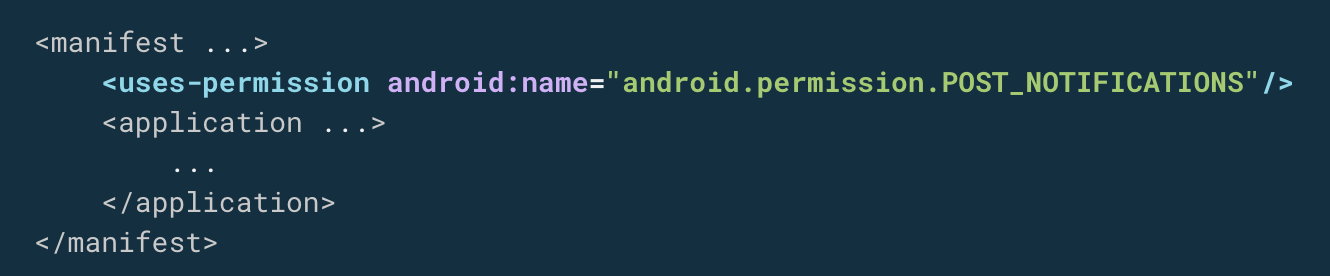 <manifest ...>
<uses-permission android:name="android.permission.POST_NOTIFICATIONS"/>
<application ...>
...
</application>
</manifest>